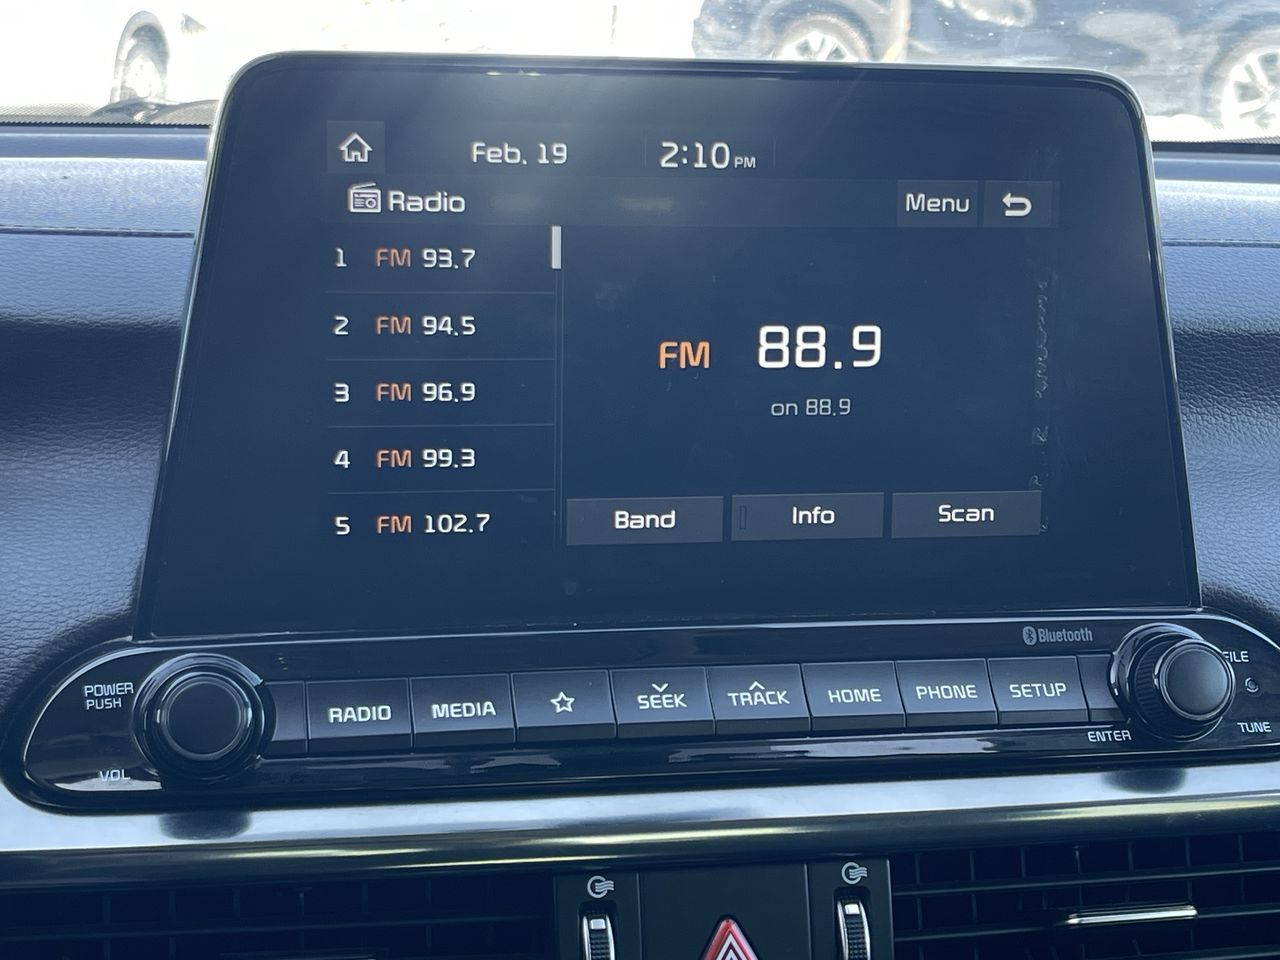 Feb. 19 2:10 PM
Radio Menu
1 FM 93.7
2 FM 94.5
3 FM 96.9
4 FM 99.3
5 FM 102.7
FM 88.9
on 88.9
Band Info Scan
Bluetooth
POWER
PUSH
VOL
RADIO MEDIA SEEK TRACK HOME PHONE SETUP
FILE
TUNE
ENTER